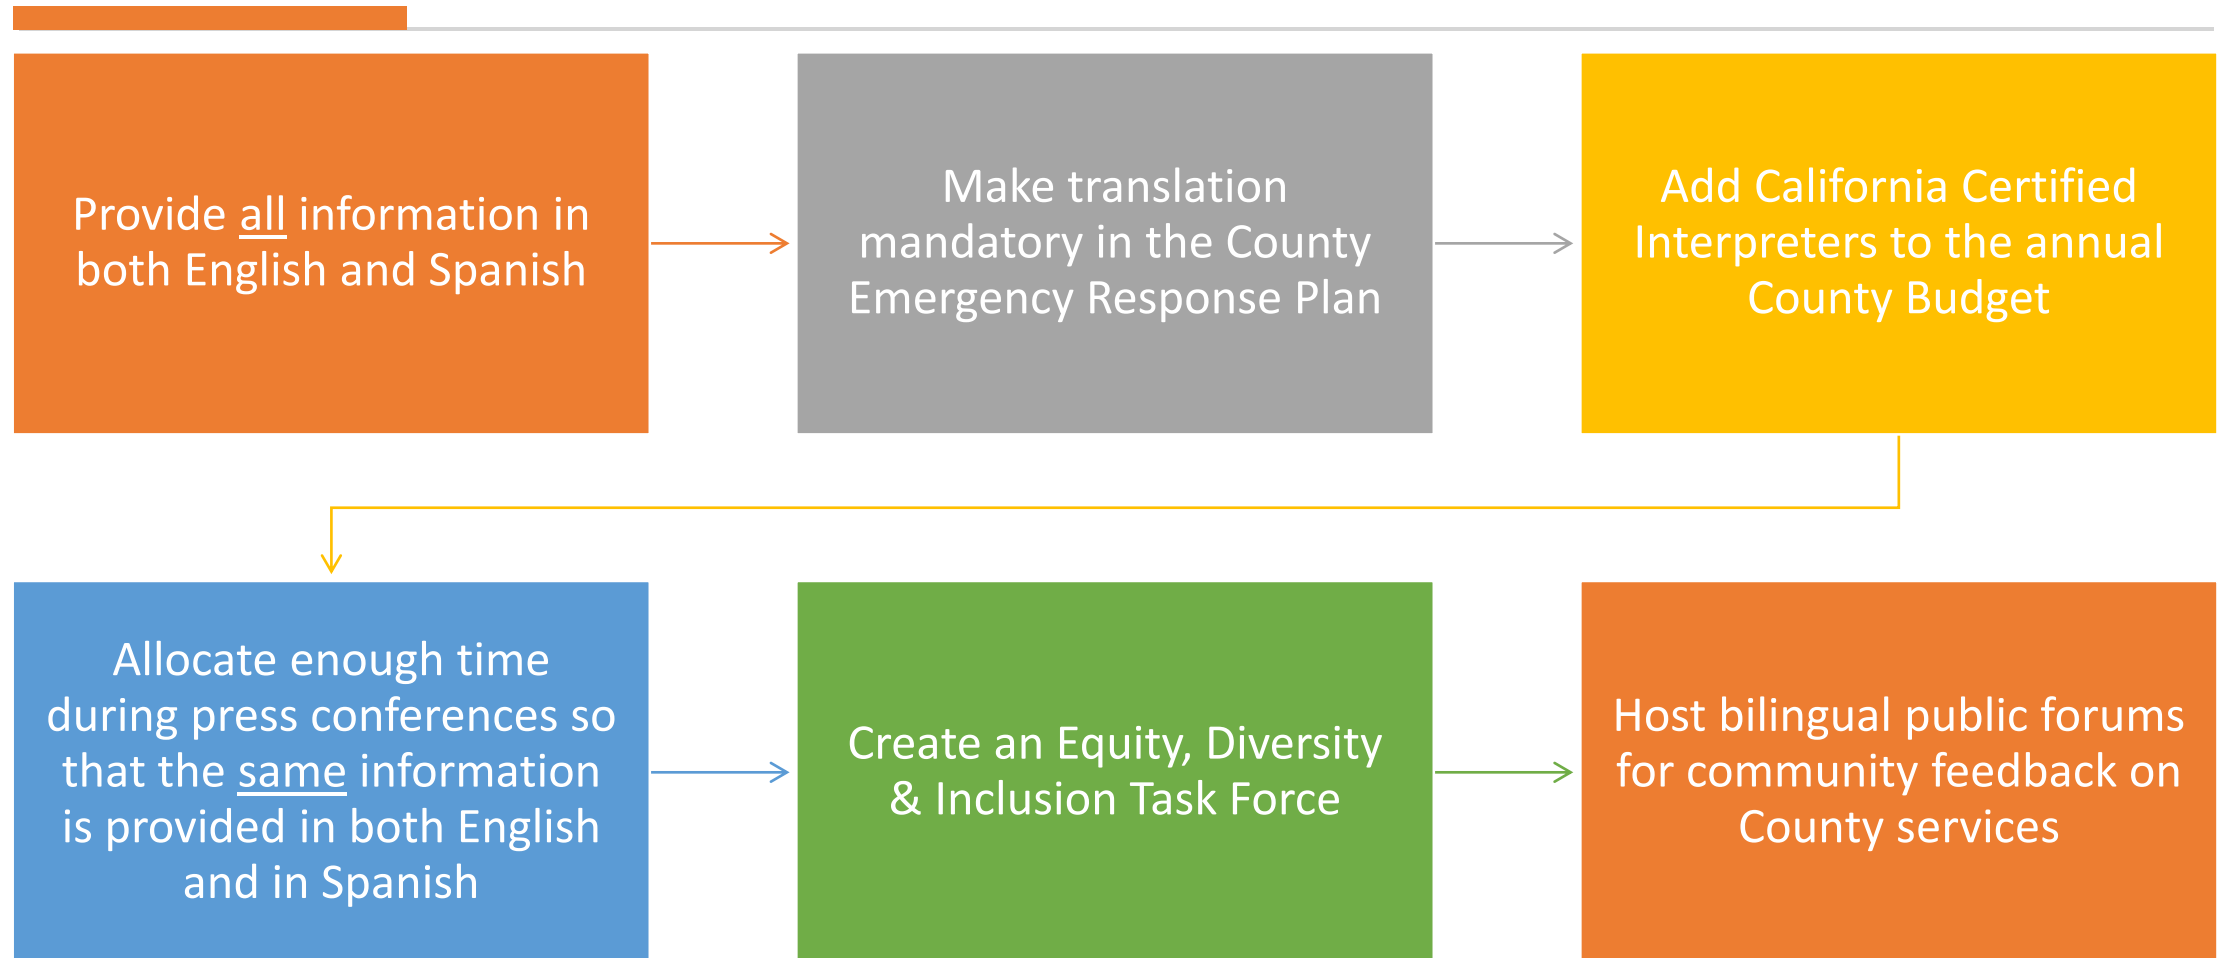 Provide all information in
both English and Spanish
Make translation
mandatory in the County
Emergency Response Plan
Add California Certified
Interpreters to the annual
County Budget
Allocate enough time
during press conferences so
that the same information
is provided in both English
and in Spanish
Create an Equity, Diversity
& Inclusion Task Force
Host bilingual public forums
for community feedback on
County services